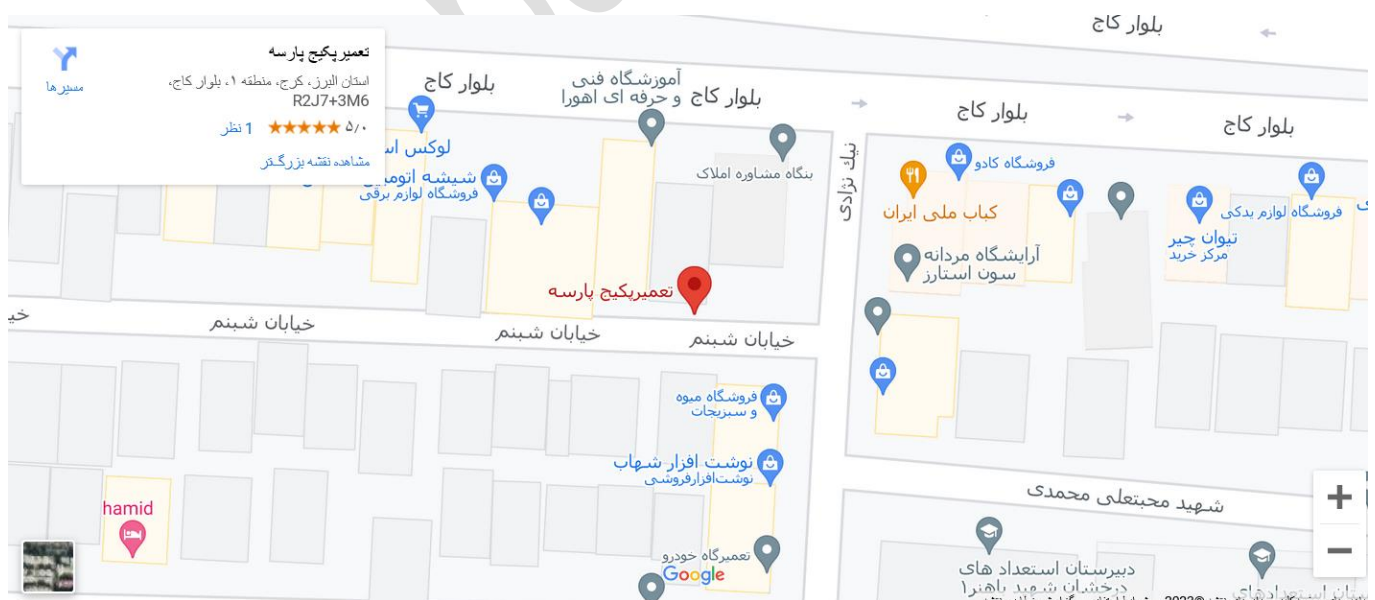 تعمیر پکیج پارسه
استان البرز، کرج، منطقه ۱، بلوار کاج،
R2J7+3M6
۵/۰ ★★★★★ 1 نظر
مشاهده نقشه بزرگ‌تر
مسیرها
بلوار کاج
بلوار کاج
آموزشگاه فنی
و حرفه ای اهورا
بلوار کاج
بلوار کاج
بلوار کاج
لوکس
شیشه اتومبیل
فروشگاه لوازم برقی
بنگاه مشاوره املاک
نیك نژادی
فروشگاه کادو
کباب ملی ایران
آرایشگاه مردانه
سون استارز
تیوان چیر
مرکز خرید
فروشگاه لوازم یدکی
تعمیرپکیج پارسه
خیابان شبنم
خیابان شبنم
خیابان شبنم
فروشگاه میوه
و سبزیجات
نوشت افزار شهاب
نوشت‌افزارفروشی
شهید محبتعلی محمدی
hamid
تعمیرگاه خودرو
Google
دبیرستان استعداد های
درخشان شهید باهنر۱
+
−